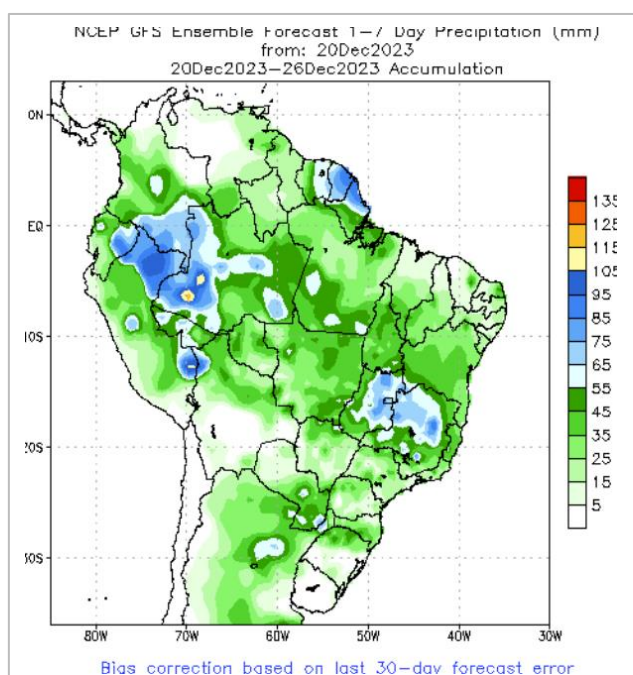 NCEP GFS Ensemble Forecast 1-7 Day Precipitation (mm)
from: 20Dec2023
20Dec2023-26Dec2023 Accumulation
0N
EQ
10S
20S
30S
80W
70W
60W
50W
40W
30W
135
125
115
105
95
85
75
65
55
45
35
25
15
5
Bias correction based on last 30-day forecast error